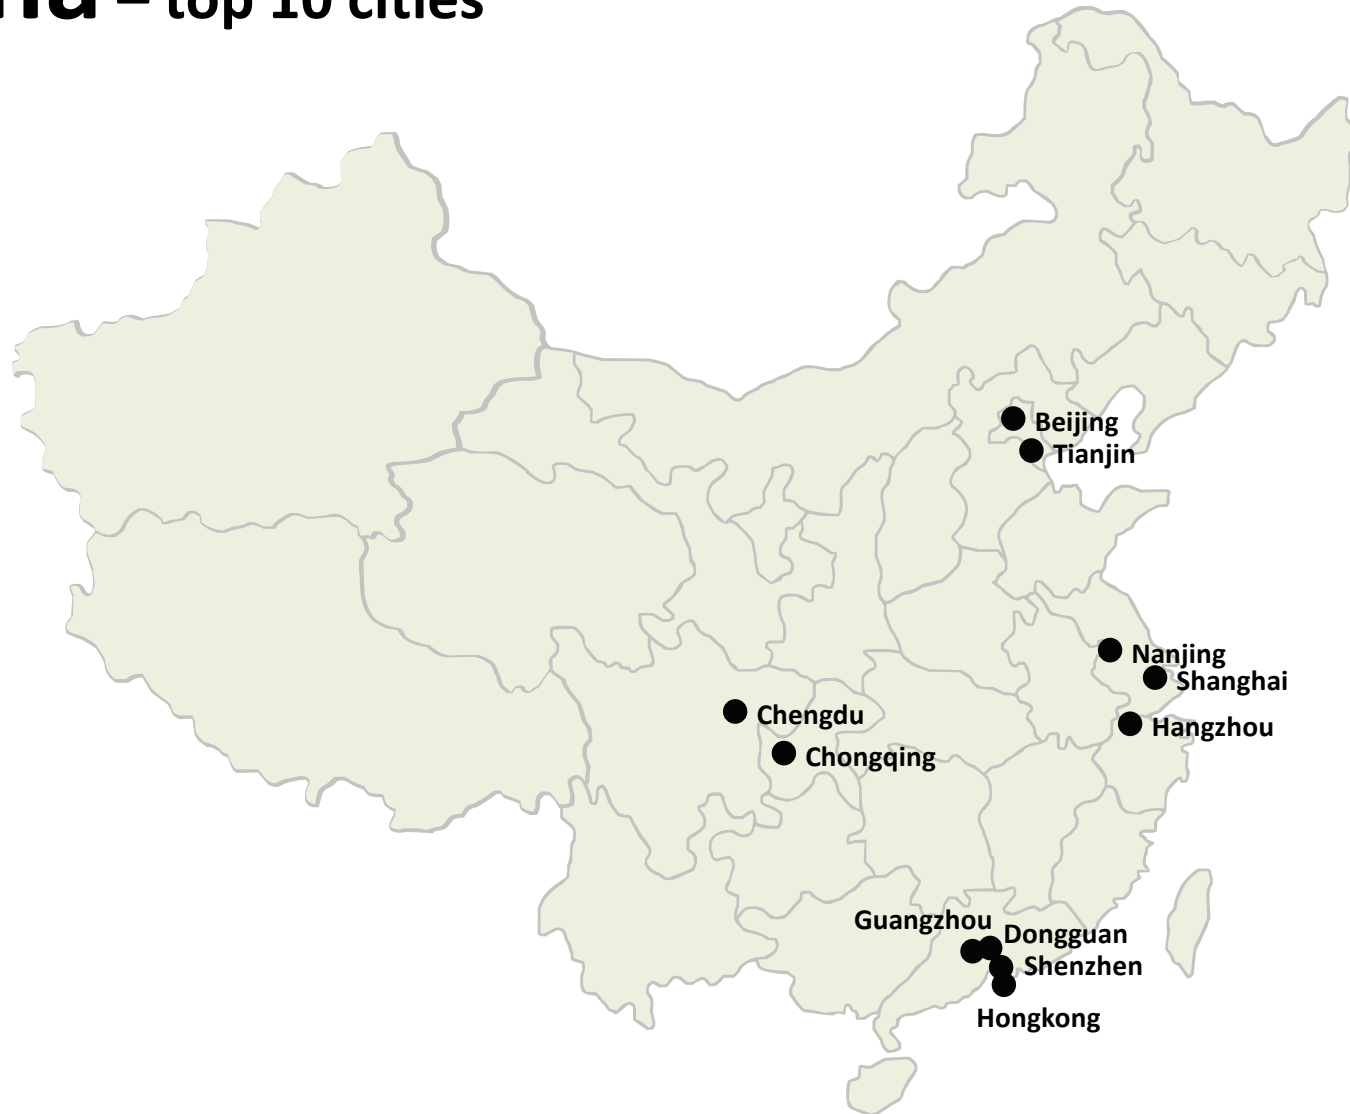 – top 10 cities
Beijing
Tianjin
Nanjing
Shanghai
Chengdu
Hangzhou
Chongqing
Guangzhou
Dongguan
Shenzhen
Hongkong